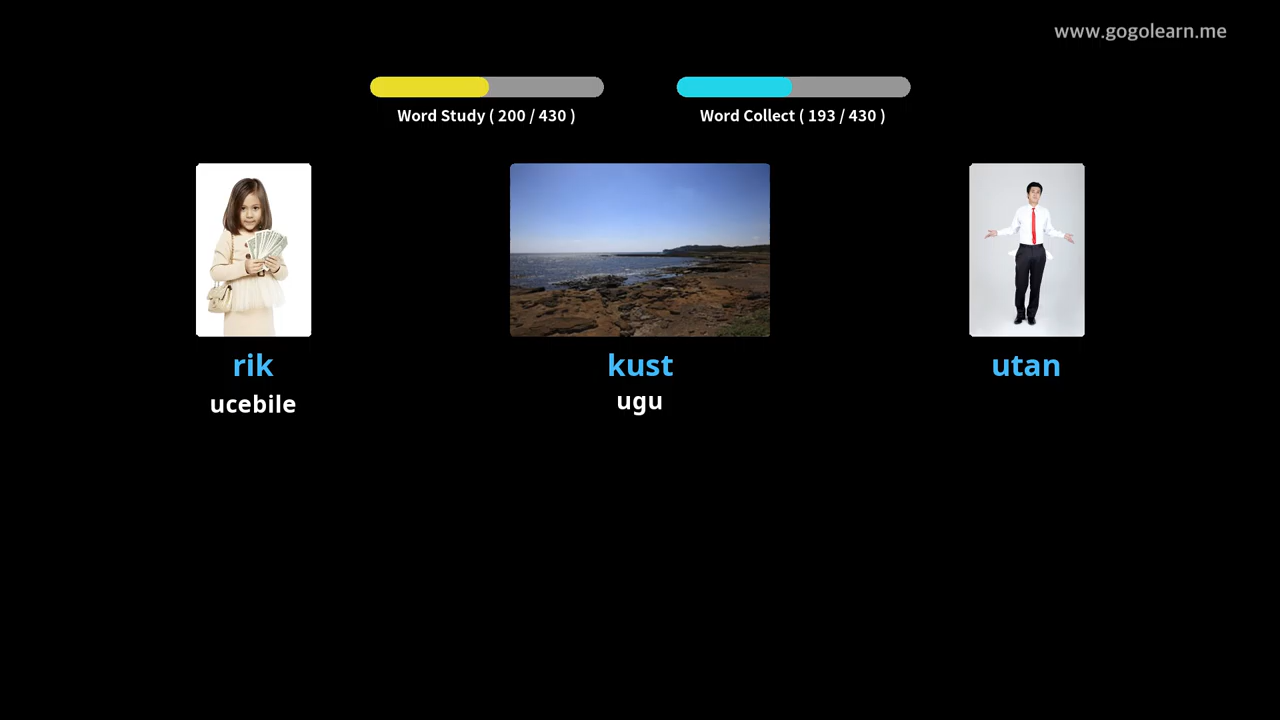 www.gogolearn.me
Word Study ( 200 / 430 )
Word Collect ( 193 / 430 )
rik
kust
utan
ucebile
ugu